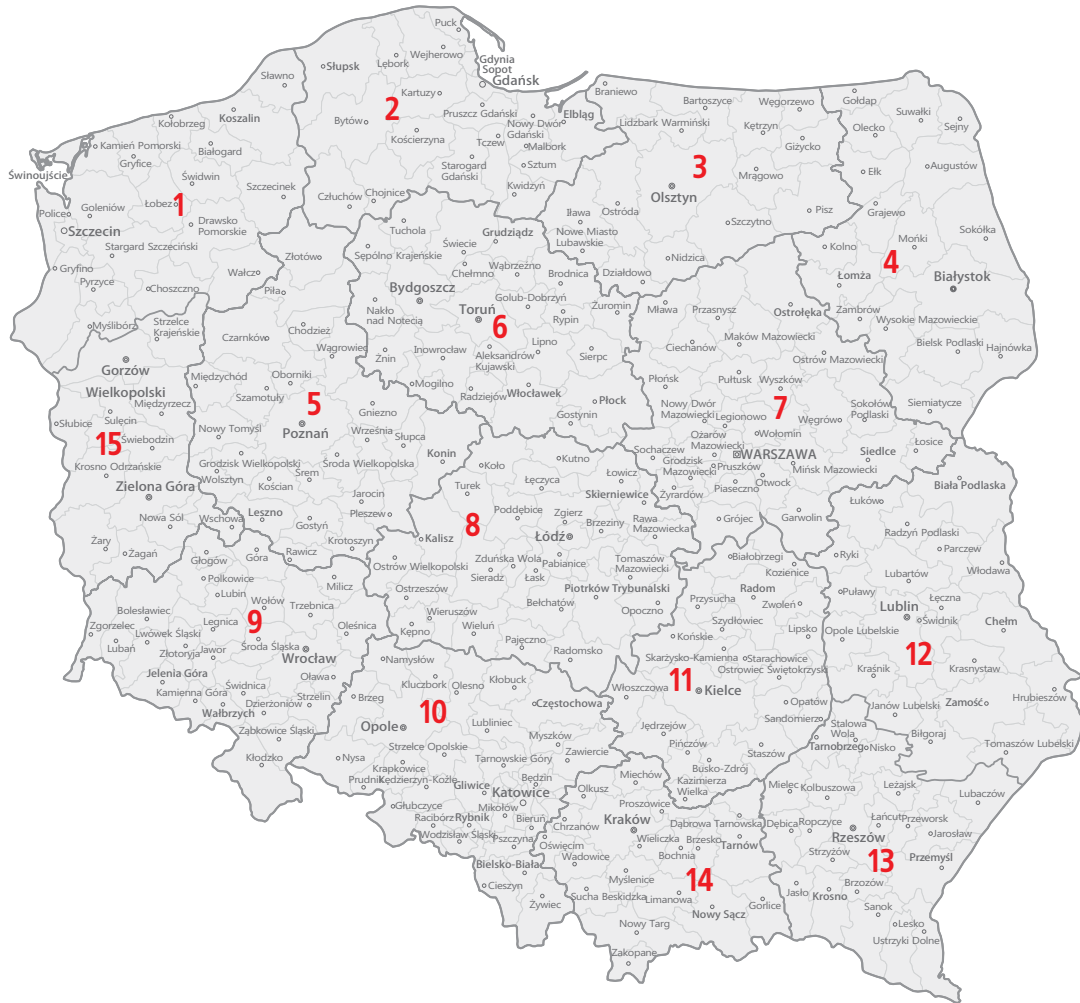 Puck
Wejherowo
Lębork
Słupsk
Sławno
Gdynia
Sopot
Gdańsk
Kartuzy
2
Bytów
Pruszcz Gdański
Kościerzyna
Tczew
Nowy Dwór
Gdański
Elbląg
Malbork
Sztum
Starogard
Gdański
Kwidzyń
Człuchów
Chojnice
Koszalin
Kołobrzeg
Kamień Pomorski
Białogard
Gryfice
Świnoujście
Świdwin
Szczecinek
Łobez
1
Goleniów
Police
Drawsko
Pomorskie
Szczecin
Stargard Szczeciński
Gryfino
Pyrzyce
Wałcz
Choszczno
Myślibórz
Braniewo
Bartoszyce
Węgorzewo
Lidzbark Warmiński
Kętrzyn
Giżycko
3
Mrągowo
Olsztyn
Iława
Ostróda
Nowe Miasto
Lubawskie
Szczytno
Pisz
Nidzica
Działdowo
Gołdap
Suwałki
Olecko
Sejny
Ełk
Augustów
Grajewo
Kolno
Mońki
Sokółka
4
Łomża
Białystok
Zambrów
Wysokie Mazowieckie
Bielsk Podlaski
Hajnówka
Siemiatycze
Złotów
Piła
Chodzież
Czarnków
Wągrowiec
Międzychód
Oborniki
Szamotuły
5
Gniezno
Poznań
Nowy Tomyśl
Września
Słupca
Konin
Grodzisk Wielkopolski
Wolsztyn
Środa Wielkopolska
Śrem
Kościan
Jarocin
Leszno
Pleszew
Gostyń
Krotoszyn
Rawicz
Tuchola
Sępólno Krajeńskie
Świecie
Grudziądz
Chełmno
Wąbrzeźno
Brodnica
Bydgoszcz
Golub-Dobrzyń
Toruń
6
Nakło
nad Notecią
Rypin
Żuromin
Lipno
Żnin
Inowrocław
Aleksandrów
Kujawski
Sierpc
Mogilno
Radziejów
Włocławek
Płock
Gostynin
Mława
Przasnysz
Ostrołęka
Maków Mazowiecki
Ciechanów
Ostrów Mazowiecki
Płońsk
Pułtusk
Wyszków
7
Nowy Dwór
Mazowiecki
Legionowo
Węgrów
Sokołów
Podlaski
Wołomin
Ożarów
Mazowiecki
Sochaczew
WARSZAWA
Siedlce
Łosice
Grodzisk
Mazowiecki
Pruszków
Mińsk Mazowiecki
Otwock
Piaseczno
Żyrardów
Grójec
Garwolin
Strzelce
Krajeńskie
Gorzów
Wielkopolski
Międzyrzecz
Sulęcin
Słubice
15
Świebodzin
Krosno Odrzańskie
Zielona Góra
Nowa Sól
Wschowa
Żary
Żagań
Koło
Kutno
Turek
Łęczyca
Łowicz
Skierniewice
Poddębice
Zgierz
Brzeziny
Rawa
Mazowiecka
8
Łódź
Kalisz
Ostrów Wielkopolski
Zduńska Wola
Pabianice
Sieradz
Łask
Tomaszów
Mazowiecki
Piotrków Trybunalski
Ostrzeszów
Bełchatów
Opoczno
Wieruszów
Wieluń
Kępno
Pajęczno
Radomsko
Głogów
Góra
Polkowice
Lubin
Milicz
Wołów
Trzebnica
Bolesławiec
Zgorzelec
Legnica
9
Oleśnica
Lwówek Śląski
Lubań
Złotoryja
Jawor
Środa Śląska
Wrocław
Jelenia Góra
Oława
Kamienna Góra
Świdnica
Strzelin
Wałbrzych
Dzierżoniów
Ząbkowice Śląski
Kłodzko
Namysłów
Kluczbork
Olesno
Kłobuck
Brzeg
10
Częstochowa
Opole
Lubliniec
Myszków
Strzelce Opolskie
Zawiercie
Nysa
Tarnowskie Góry
Krapkowice
Prudnik
Kędzierzyn-Koźle
Gliwice
Będzin
Katowice
Głubczyce
Mikołów
Racibórz
Rybnik
Bieruń
Wodzisław Śląski
Pszczyna
Bielsko-Biała
Cieszyn
Żywiec
Białobrzegi
Kozienice
Przysucha
Radom
Zwoleń
Szydłowiec
Lipsko
Końskie
Skarżysko-Kamienna
Starachowice
Ostrowiec Świętokrzyski
11
Włoszczowa
Kielce
Opatów
Sandomierz
Jędrzejów
Pińczów
Staszów
Busko-Zdrój
Kazimierza
Wielka
Biała Podlaska
Łuków
Radzyń Podlaski
Parczew
Ryki
Włodawa
Lubartów
Puławy
Łęczna
Lublin
Świdnik
Chełm
Opole Lubelskie
12
Kraśnik
Krasnystaw
Janów Lubelski
Zamość
Hrubieszów
Biłgoraj
Tomaszów Lubelski
Stalowa
Wola
Tarnobrzeg
Nisko
Mielec
Kolbuszowa
Leżajsk
Lubaczów
Dębica
Ropczyce
Łańcut
Przeworsk
Rzeszów
Jarosław
Strzyżów
13
Przemyśl
Jasło
Krosno
Brzozów
Sanok
Lesko
Ustrzyki Dolne
Miechów
Olkusz
Proszowice
Kraków
Dąbrowa Tarnowska
Chrzanów
Oświęcim
Wieliczka
Brzesko
Bochnia
Tarnów
Wadowice
Myślenice
14
Sucha Beskidzka
Limanowa
Nowy Sącz
Gorlice
Nowy Targ
Zakopane